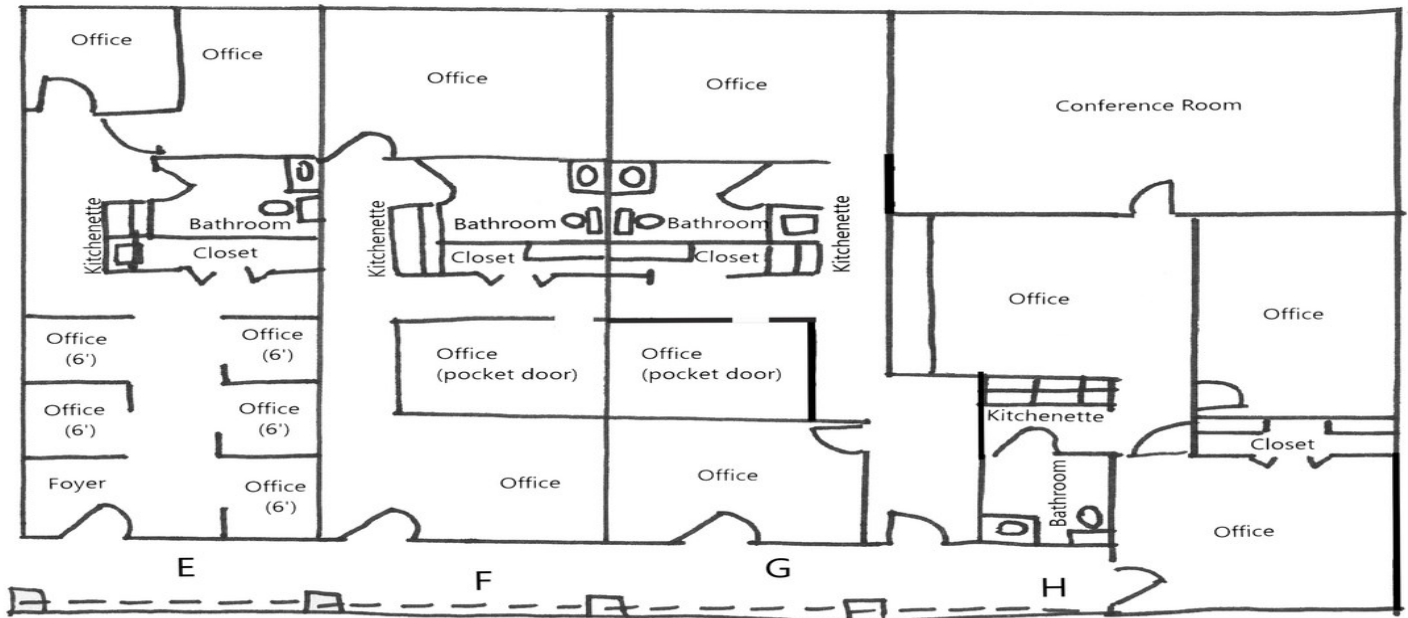 Office
Office
Office
Office
Conference Room
Kitchenette
Bathroom
Closet
Kitchenette
Bathroom
Closet
Bathroom
Closet
Kitchenette
Office
Office
Office
(6')
Office
(6')
Office
(pocket door)
Office
(pocket door)
Office
(6')
Office
(6')
Kitchenette
Closet
Foyer
Office
(6')
Office
Office
Bathroom
Office
E
F
G
H